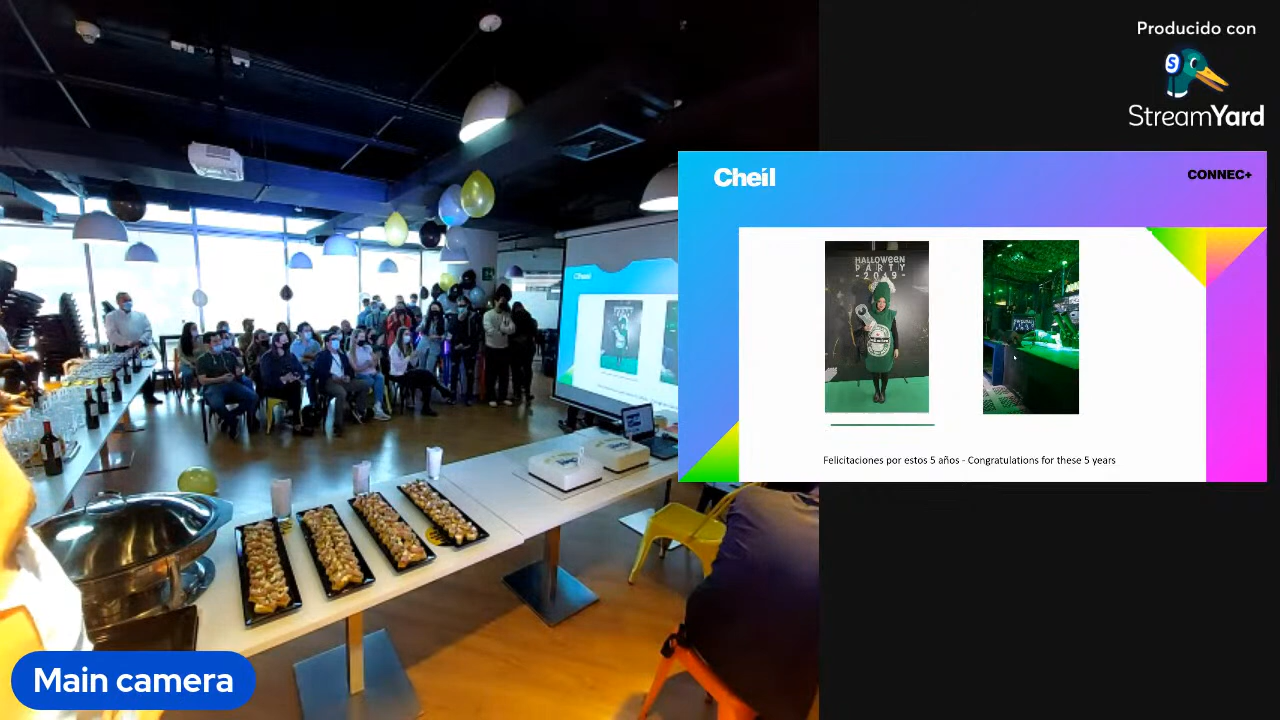 Producido con
StreamYard
Cheil
CONNEC+
HALLOWEEN
PARTY
-2019-
Felicitaciones por estos 5 años - Congratulations for these 5 years
Main camera